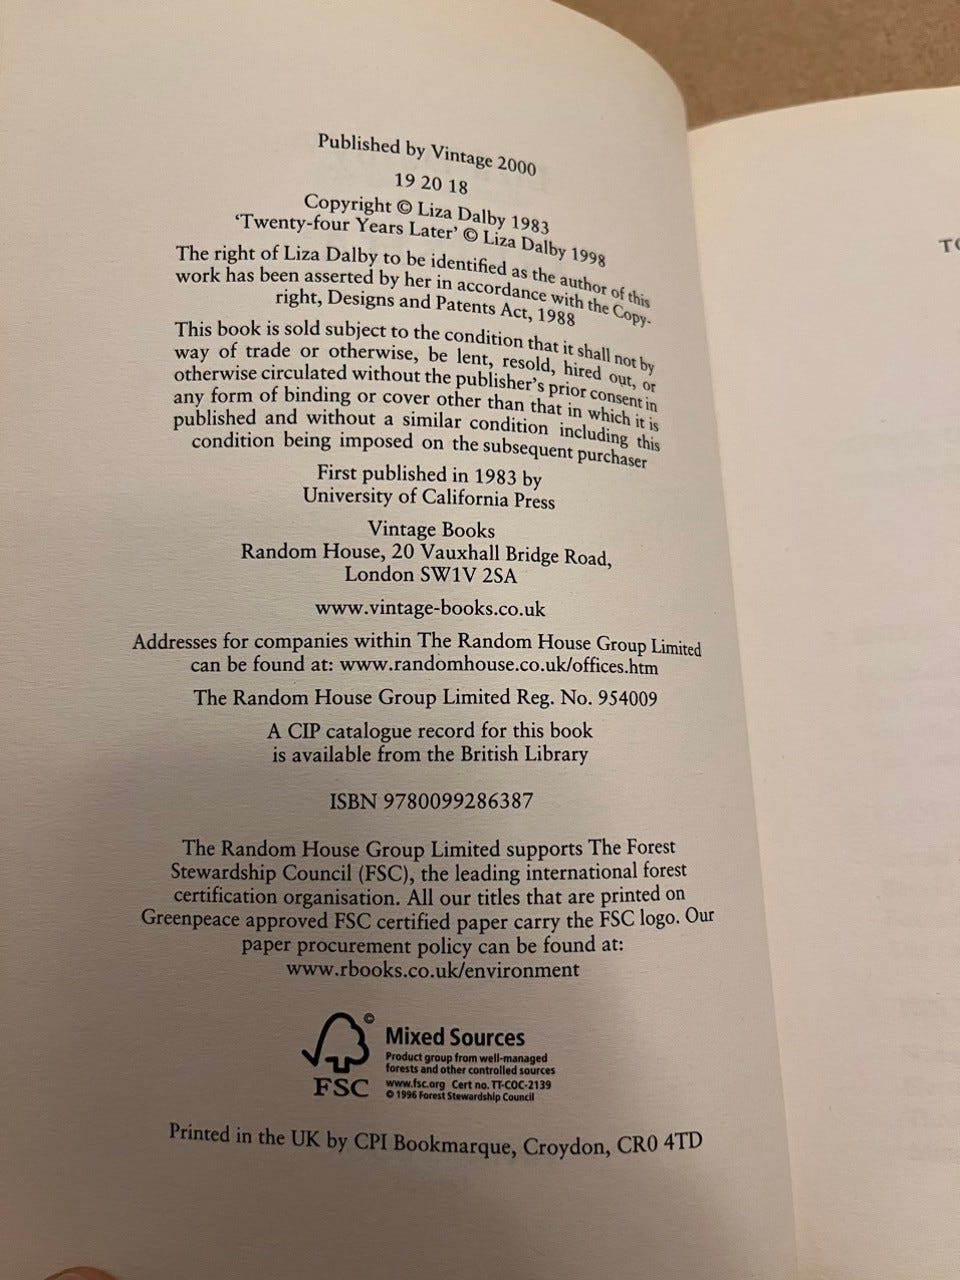 Published by Vintage 2000
19 20 18
Copyright © Liza Dalby 1983
‘Twenty-four Years Later’ © Liza Dalby 1998
The right of Liza Dalby to be identified as the author of this
work has been asserted by her in accordance with the Copy-
right, Designs and Patents Act, 1988
This book is sold subject to the condition that it shall not by
way of trade or otherwise, be lent, resold, hired out, or
otherwise circulated without the publisher’s prior consent in
any form of binding or cover other than that in which it is
published and without a similar condition including this
condition being imposed on the subsequent purchaser
First published in 1983 by
University of California Press
Vintage Books
Random House, 20 Vauxhall Bridge Road,
London SW1V 2SA
www.vintage-books.co.uk
Addresses for companies within The Random House Group Limited
can be found at: www.randomhouse.co.uk/offices.htm
The Random House Group Limited Reg. No. 954009
A CIP catalogue record for this book
is available from the British Library
ISBN 9780099286387
The Random House Group Limited supports The Forest
Stewardship Council (FSC), the leading international forest
certification organisation. All our titles that are printed on
Greenpeace approved FSC certified paper carry the FSC logo. Our
paper procurement policy can be found at:
www.rbooks.co.uk/environment
©
FSC
Mixed Sources
Product group from well-managed
forests and other controlled sources
www.fsc.org Cert no. TT-COC-2139
© 1996 Forest Stewardship Council
Printed in the UK by CPI Bookmarque, Croydon, CR0 4TD